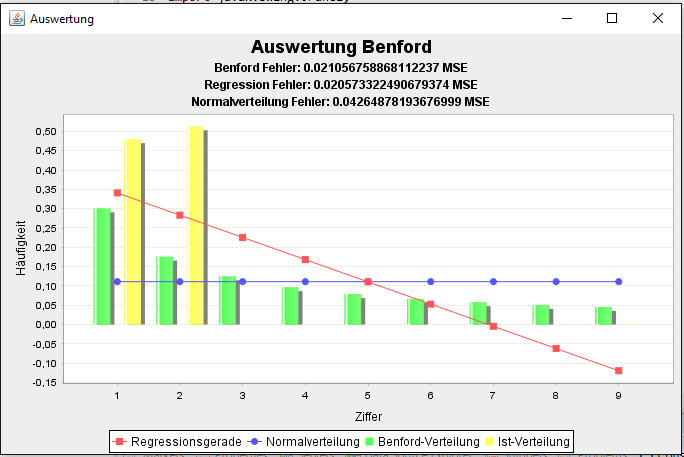 Auswertung
Auswertung Benford
Benford Fehler: 0.021056758868112237 MSE
Regression Fehler: 0.020573322490679374 MSE
Normalverteilung Fehler: 0.04264878193676999 MSE
Häufigkeit
0,50
0,45
0,40
0,35
0,30
0,25
0,20
0,15
0,10
0,05
0,00
-0,05
-0,10
-0,15
1 2 3 4 5 6 7 8 9
Ziffer
Regressionsgerade Normalverteilung Benford-Verteilung Ist-Verteilung